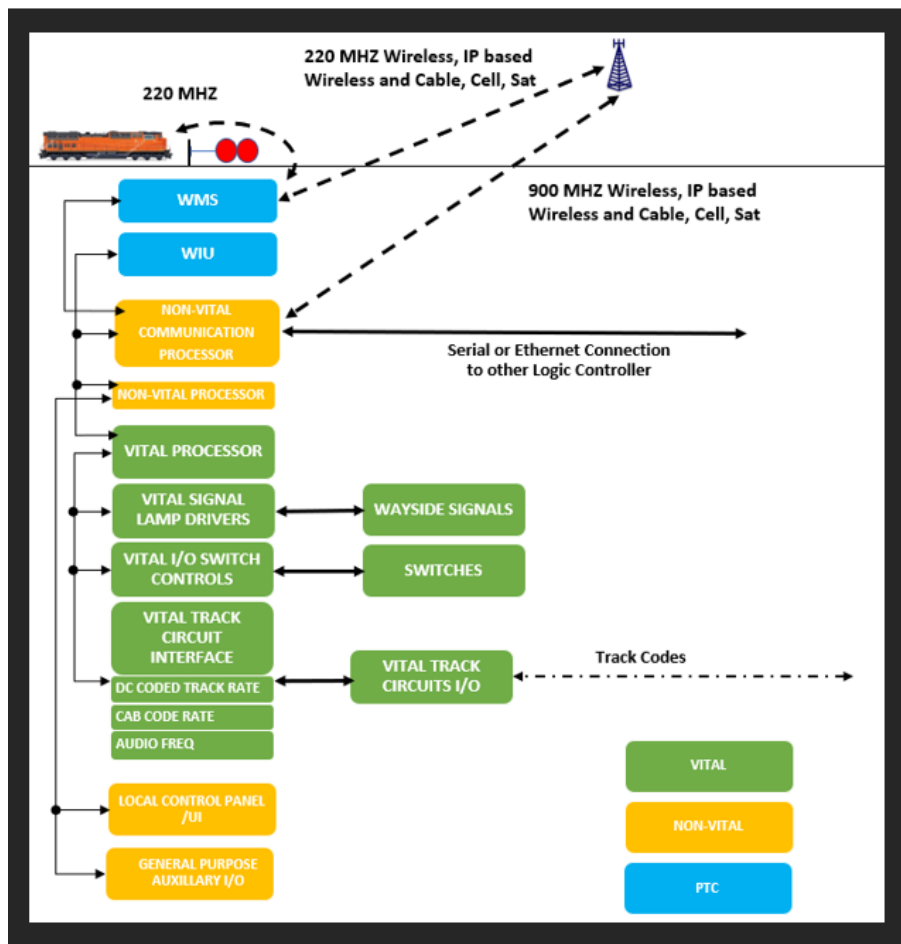 220 MHZ Wireless, IP based
Wireless and Cable, Cell, Sat
220 MHZ
900 MHZ Wireless, IP based
Wireless and Cable, Cell, Sat
WMS
WIU
NON-VITAL
COMMUNICATION
PROCESSOR
Serial or Ethernet Connection
to other Logic Controller
NON-VITAL PROCESSOR
VITAL PROCESSOR
VITAL SIGNAL
LAMP DRIVERS
WAYSIDE SIGNALS
VITAL I/O SWITCH
CONTROLS
SWITCHES
VITAL TRACK
CIRCUIT
INTERFACE
VITAL TRACK
CIRCUITS I/O
Track Codes
DC CODED TRACK RATE
CAB CODE RATE
AUDIO FREQ
VITAL
LOCAL CONTROL PANEL
/UI
NON-VITAL
GENERAL PURPOSE
AUXILLARY I/O
PTC